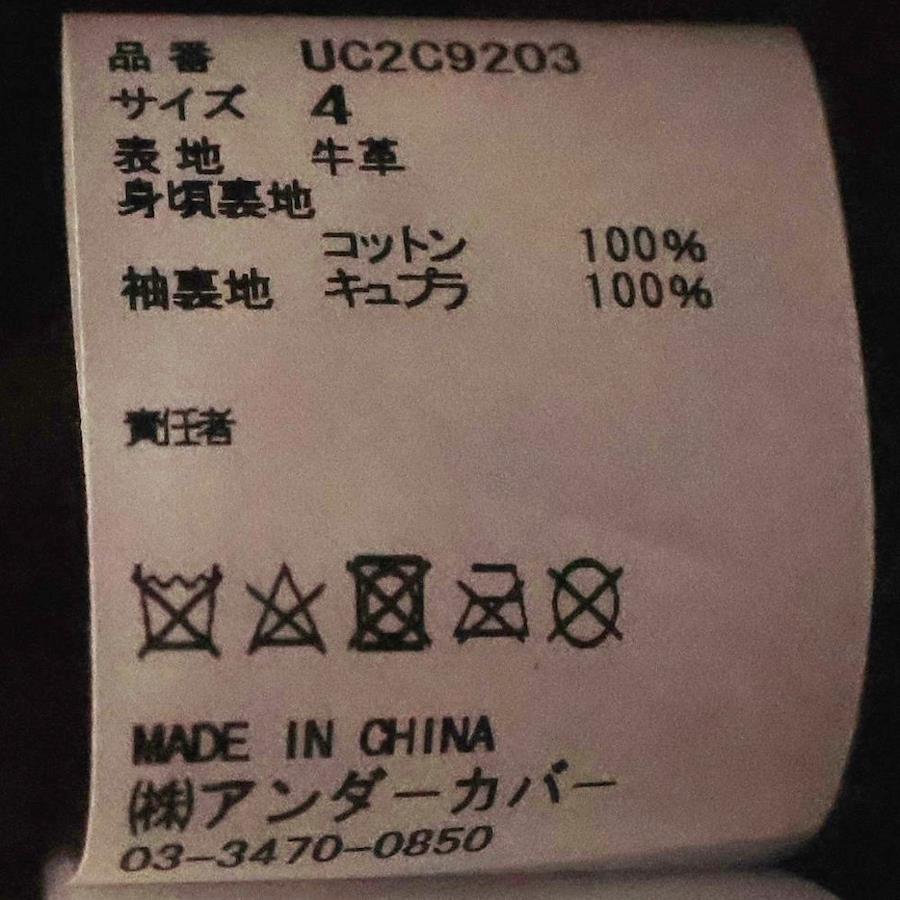 品番 UC2C9203
サイズ 4
表地 牛革
身頃裏地
コットン 100%
袖裏地 キュプラ 100%
責任者
MADE IN CHINA
㈱アンダーカバー
03-3470-0850